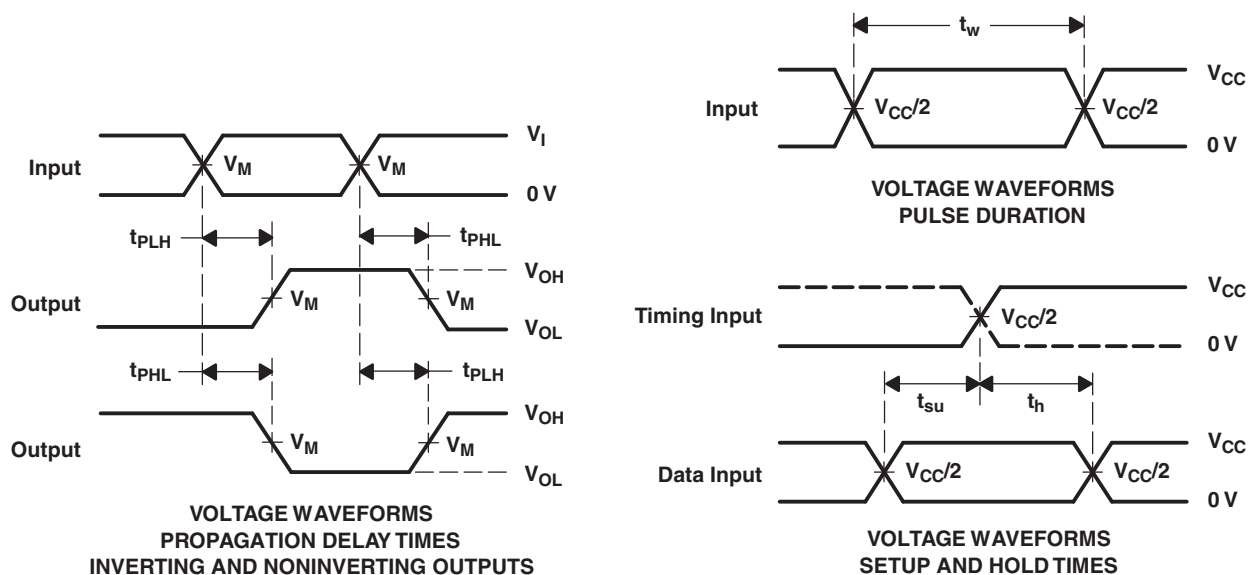 Input
V_M
V_M
V_I
0 V
t_PLH
t_PHL
Output
V_M
V_M
V_OH
V_OL
t_PHL
t_PLH
Output
V_M
V_M
V_OH
V_OL
VOLTAGE WAVEFORMS
PROPAGATION DELAY TIMES
INVERTING AND NONINVERTING OUTPUTS
t_w
Input
V_CC/2
V_CC/2
V_CC
0 V
VOLTAGE WAVEFORMS
PULSE DURATION
Timing Input
V_CC/2
V_CC
0 V
t_su
t_h
Data Input
V_CC/2
V_CC/2
V_CC
0 V
VOLTAGE WAVEFORMS
SETUP AND HOLD TIMES